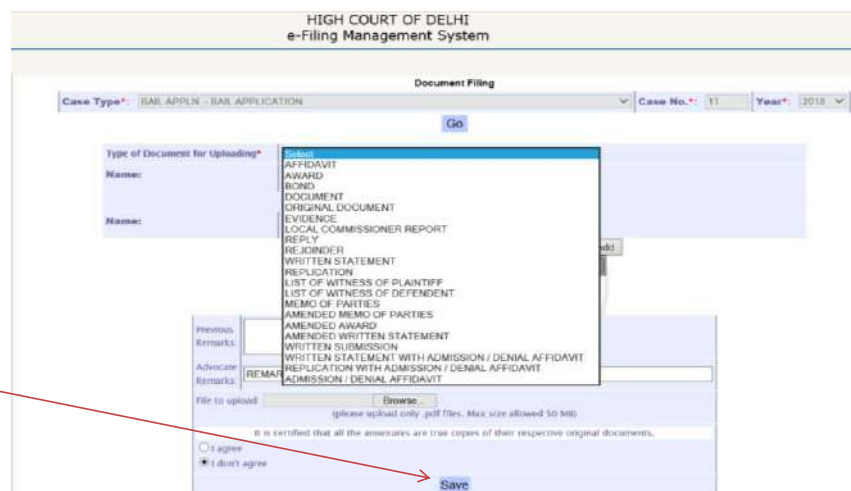 HIGH COURT OF DELHI
e-Filing Management System
Document Filing
Case Type*: BAIL APPLN - BAIL APPLICATION Case No.*: 11 Year*: 2018
Go
Type of Document for Uploading* Select
AFFIDAVIT
Name: AWARD
BOND
DOCUMENT
ORIGINAL DOCUMENT
Name: EVIDENCE
LOCAL COMMISSIONER REPORT
REPLY
REJOINDER dd
WRITTEN STATEMENT
REPLICATION
LIST OF WITNESS OF PLAINTIFF
LIST OF WITNESS OF DEFENDENT
MEMO OF PARTIES
AMENDED MEMO OF PARTIES
AMENDED AWARD
Previous Remarks: AMENDED WRITTEN STATEMENT
WRITTEN SUBMISSION
WRITTEN STATEMENT WITH ADMISSION / DENIAL AFFIDAVIT
REPLICATION WITH ADMISSION / DENIAL AFFIDAVIT
Advocate Remarks: REMAR ADMISSION / DENIAL AFFIDAVIT
File to upload Browse...
(please upload only .pdf files. Max size allowed 50 MB)
It is certified that all the annexures are true copies of their respective original documents.
I agree
I don't agree
Save